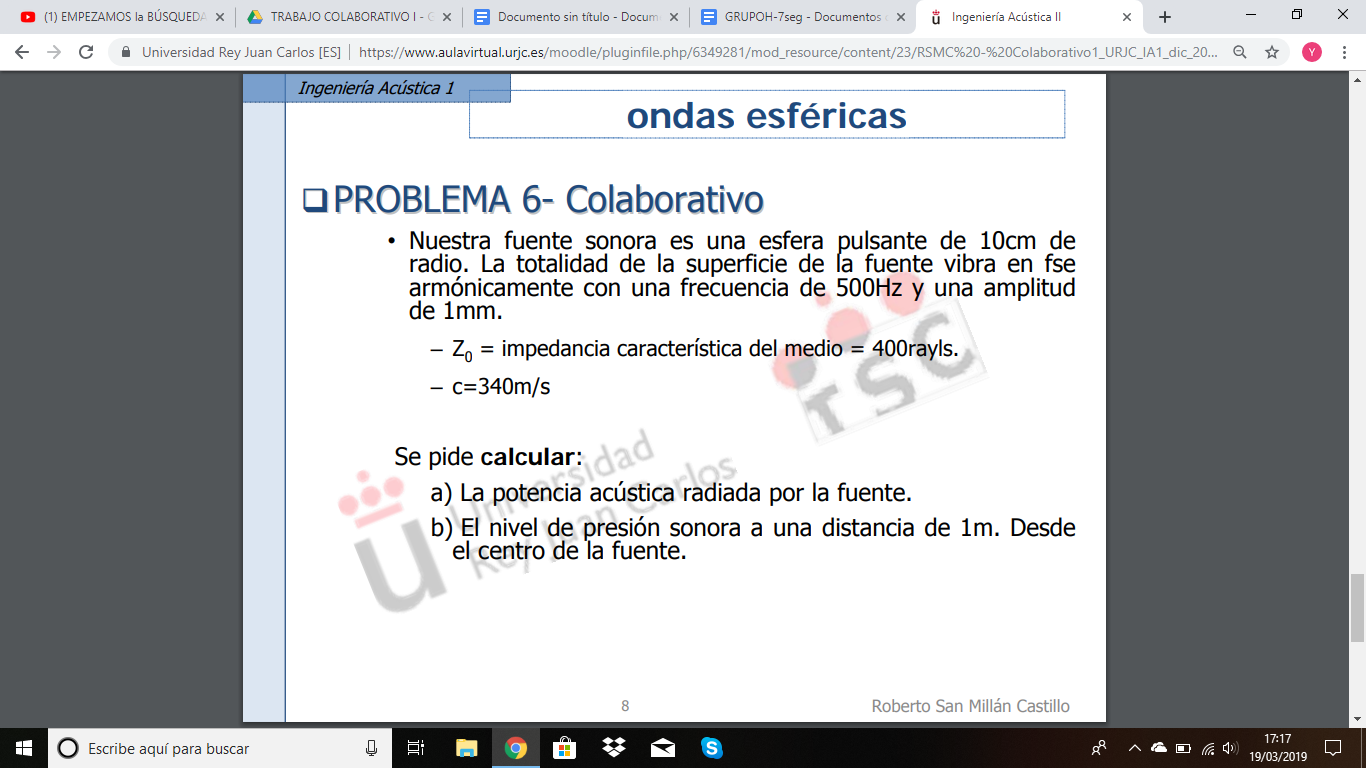 (1) EMPEZAMOS la BÚSQUEDA
TRABAJO COLABORATIVO I - G
Documento sin título - Docum
GRUPOH-7seg - Documentos
Ingeniería Acústica II
Universidad Rey Juan Carlos [ES]
https://www.aulavirtual.urjc.es/moodle/pluginfile.php/6349281/mod_resource/content/23/RSMC%20-%20Colaborativo1_URJC_IA1_dic_20...
Y
Ingeniería Acústica 1
ondas esféricas
PROBLEMA 6- Colaborativo
• Nuestra fuente sonora es una esfera pulsante de 10cm de
radio. La totalidad de la superficie de la fuente vibra en fse
armónicamente con una frecuencia de 500Hz y una amplitud
de 1mm.
– Z0 = impedancia característica del medio = 400rayls.
– c=340m/s
Se pide calcular:
a) La potencia acústica radiada por la fuente.
b) El nivel de presión sonora a una distancia de 1m. Desde
el centro de la fuente.
rsc
u
Universidad
Rey Juan Carlos
8
Roberto San Millán Castillo
Escribe aquí para buscar
17:17
19/03/2019